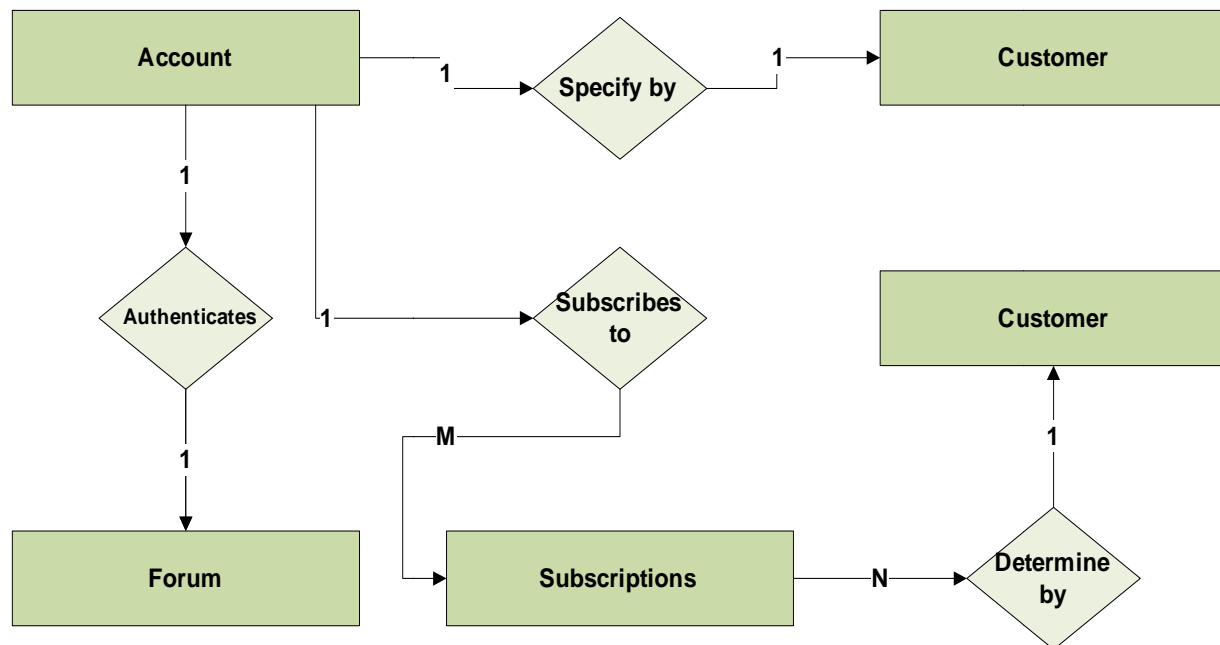 Account
1
Specify by
1
Customer
1
Authenticates
1
Subscribes
to
Customer
M
1
1
Forum
Subscriptions
N
Determine
by